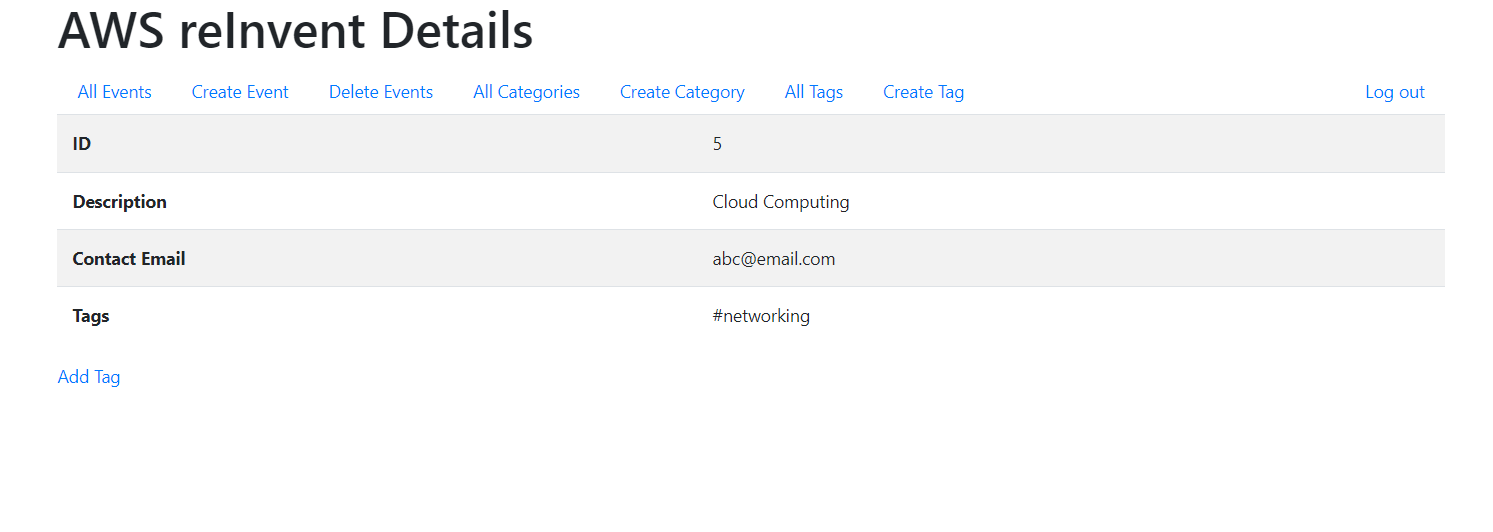 AWS reInvent Details
All Events Create Event Delete Events All Categories Create Category All Tags Create Tag Log out
ID 5
Description Cloud Computing
Contact Email abc@email.com
Tags #networking
Add Tag